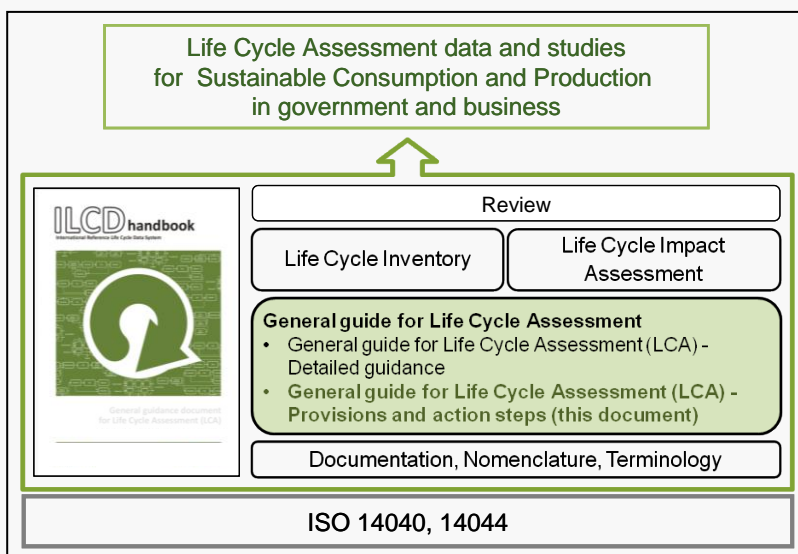 Life Cycle Assessment data and studies
for Sustainable Consumption and Production
in government and business
ILCD handbook
International Reference Life Cycle Data System
General guidance document
for Life Cycle Assessment (LCA)
Review
Life Cycle Inventory
Life Cycle Impact
Assessment
General guide for Life Cycle Assessment
• General guide for Life Cycle Assessment (LCA) -
Detailed guidance
• General guide for Life Cycle Assessment (LCA) -
Provisions and action steps (this document)
Documentation, Nomenclature, Terminology
ISO 14040, 14044